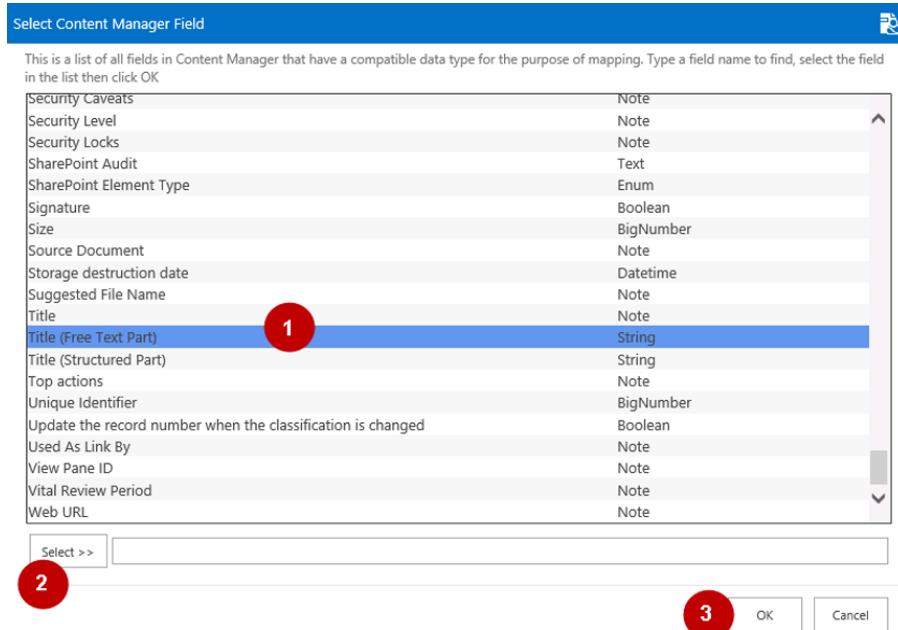 Select Content Manager Field
This is a list of all fields in Content Manager that have a compatible data type for the purpose of mapping. Type a field name to find, select the field
in the list then click OK
Security Caveats Note
Security Level Note
Security Locks Note
SharePoint Audit Text
SharePoint Element Type Enum
Signature Boolean
Size BigNumber
Source Document Note
Storage destruction date Datetime
Suggested File Name Note
Title Note
1
Title (Free Text Part) String
Title (Structured Part) String
Top actions Note
Unique Identifier BigNumber
Update the record number when the classification is changed Boolean
Used As Link By Note
View Pane ID Note
Vital Review Period Note
Web URL Note
Select >>
2
3 OK Cancel